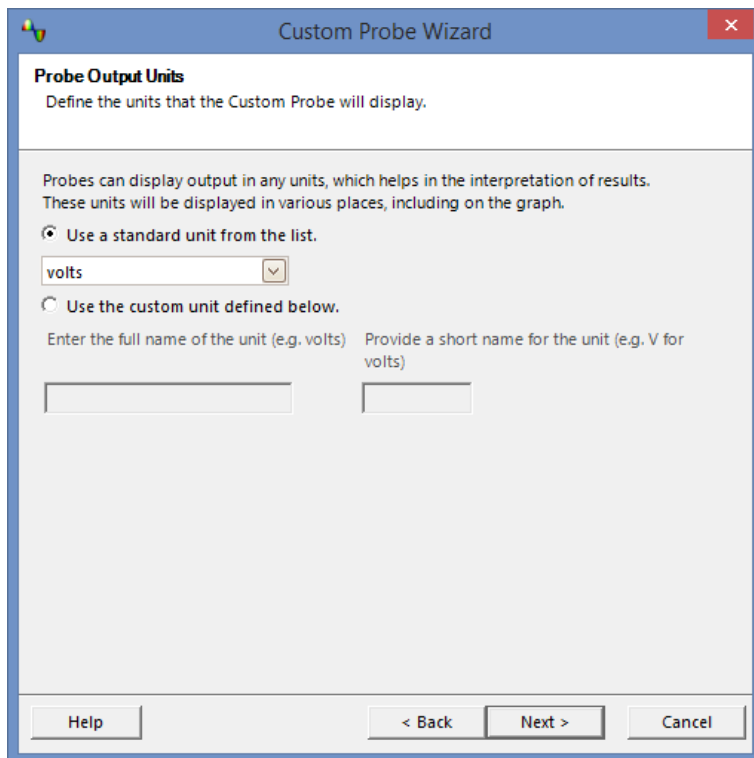 Custom Probe Wizard
Probe Output Units
Define the units that the Custom Probe will display.
Probes can display output in any units, which helps in the interpretation of results.
These units will be displayed in various places, including on the graph.
Use a standard unit from the list.
volts
Use the custom unit defined below.
Enter the full name of the unit (e.g. volts)
Provide a short name for the unit (e.g. V for
volts)
Help
< Back
Next >
Cancel